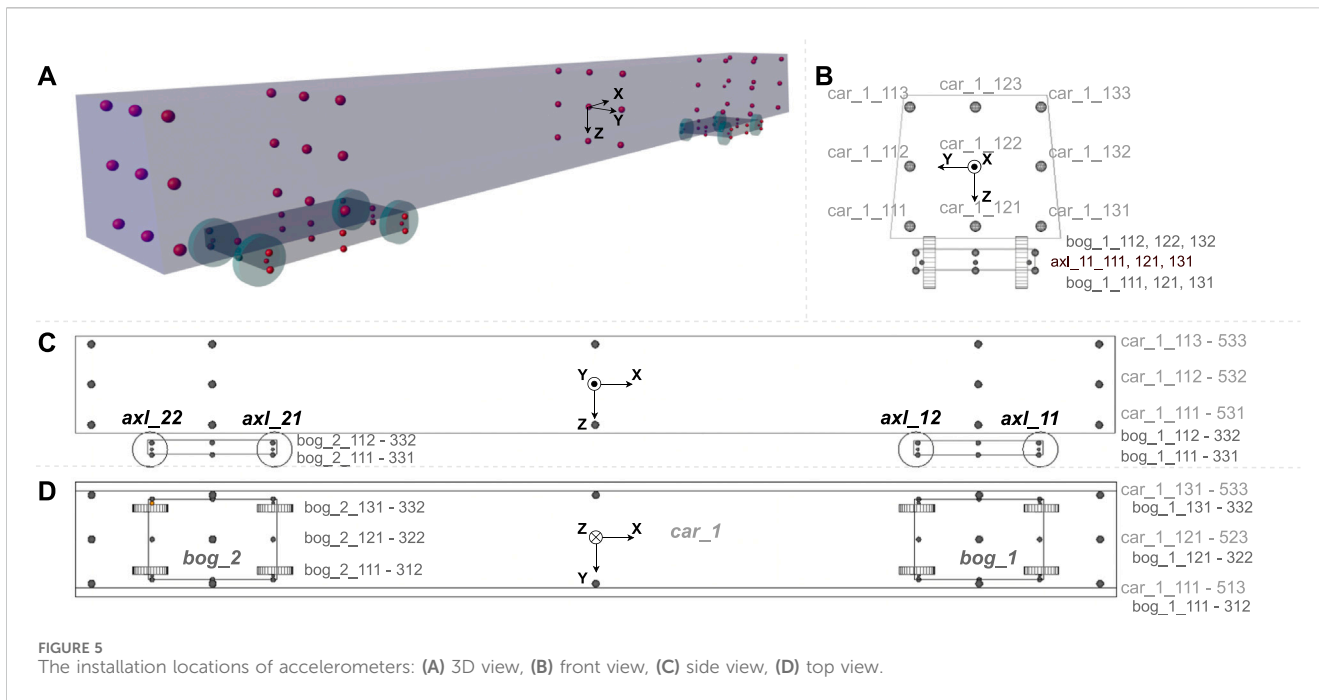 A
X
Y
Z
B
car_1_123
car_1_113
car_1_133
car_1_122
car_1_112
car_1_132
Y
X
Z
car_1_121
car_1_111
car_1_131
bog_1_112, 122, 132
axl_11_111, 121, 131
bog_1_111, 121, 131
C
car_1_113 - 533
Y
X
car_1_112 - 532
axl_22
axl_21
Z
axl_12
axl_11
car_1_111 - 531
bog_2_112 - 332
bog_1_112 - 332
bog_2_111 - 331
bog_1_111 - 331
D
car_1_131 - 533
bog_2_131 - 332
bog_1_131 - 332
Z
X
car_1
bog_2
bog_2_121 - 322
bog_1
car_1_121 - 523
bog_1_121 - 322
Y
bog_2_111 - 312
car_1_111 - 513
bog_1_111 - 312
FIGURE 5
The installation locations of accelerometers: (A) 3D view, (B) front view, (C) side view, (D) top view.